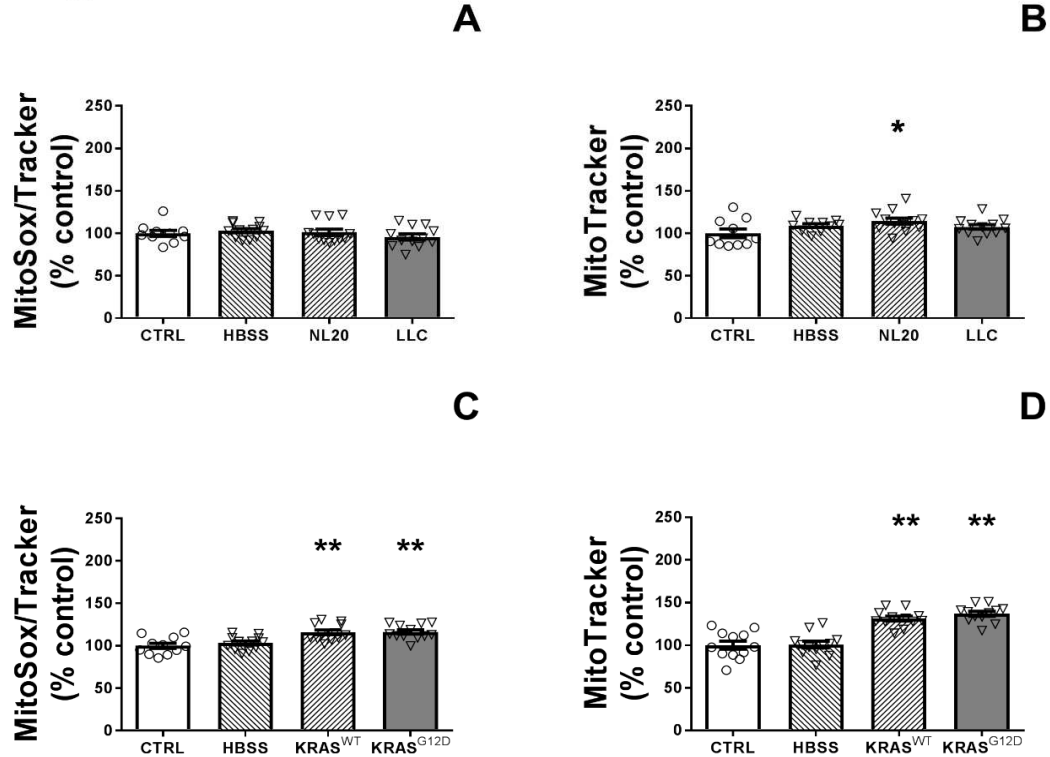 A
MitoSox/Tracker
(% control)
250
200
150
100
50
0
CTRL HBSS NL20 LLC
B
MitoTracker
(% control)
250
200
150
100
50
0
*
CTRL HBSS NL20 LLC
C
MitoSox/Tracker
(% control)
250
200
150
100
50
0
** **
CTRL HBSS KRASWT KRASG12D
D
MitoTracker
(% control)
250
200
150
100
50
0
** **
CTRL HBSS KRASWT KRASG12D